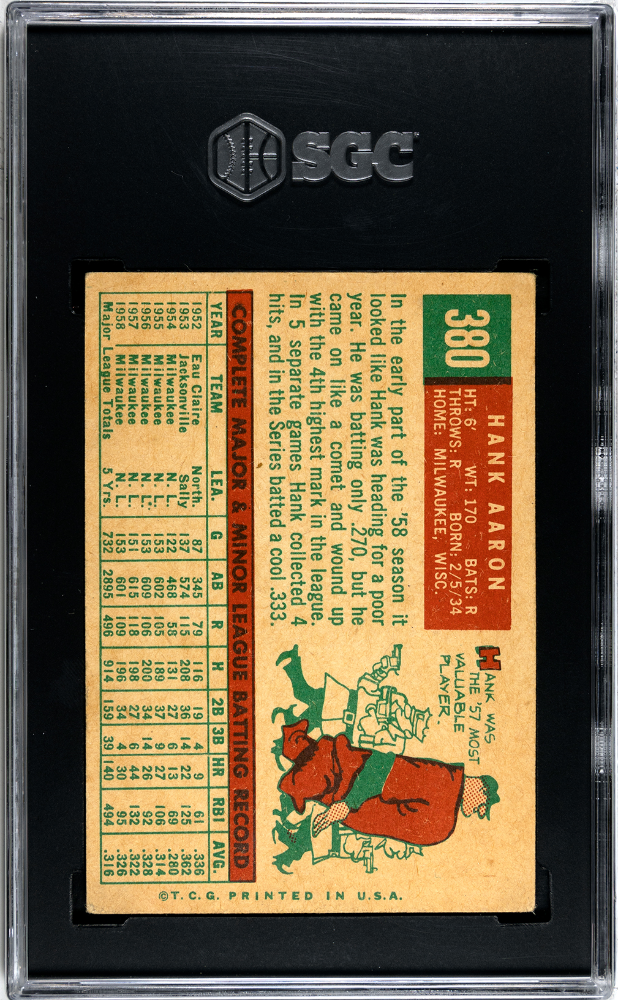 SGC
380
HANK AARON
HT: 6' WT: 170 BATS: R
THROWS: R BORN: 2/5/34
HOME: MILWAUKEE, WISC.
In the early part of the '58 season it
looked like Hank was heading for a poor
year. He was batting only .270, but he
came on like a comet and wound up
with the 4th highest mark in the league.
In 5 separate games Hank collected 4
hits, and in the Series batted a cool .333.
HANK WAS
THE '57 MOST
VALUABLE
PLAYER.
COMPLETE MAJOR & MINOR LEAGUE BATTING RECORD
YEAR TEAM LEA. G AB R H 2B 3B HR RBI AVG.
1952 Eau Claire North. 87 345 79 116 19 4 9 61 .336
1953 Jacksonville Sally 137 574 115 208 36 14 22 125 .362
1954 Milwaukee N. L. 122 468 58 131 27 6 13 69 .280
1955 Milwaukee N. L. 153 602 105 189 37 9 27 106 .314
1956 Milwaukee N. L. 153 609 106 200 34 14 26 92 .328
1957 Milwaukee N. L. 151 615 118 198 27 6 44 132 .322
1958 Milwaukee N. L. 153 601 109 196 34 4 30 95 .326
Major League Totals 5 Yrs. 732 2895 496 914 159 39 140 494 .316
©T.C.G. PRINTED IN U.S.A.